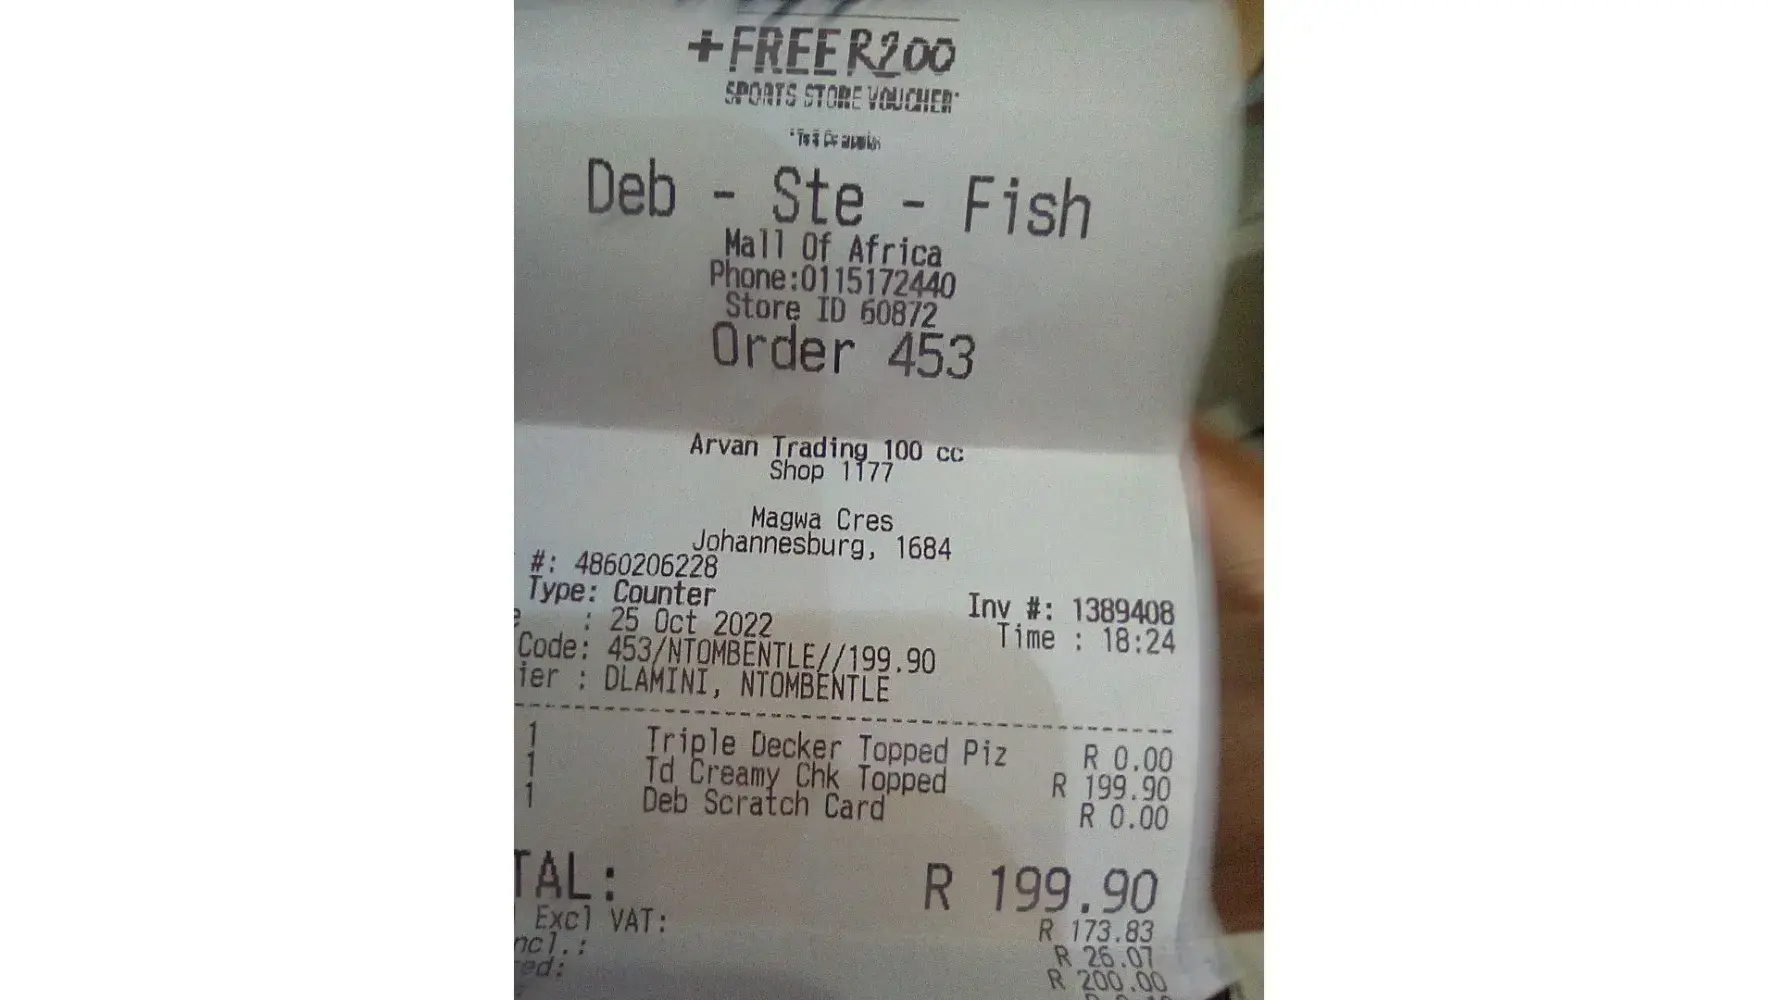 +FREE R200
SPORTS STORE VOUCHER*
Deb - Ste - Fish
Mall Of Africa
Phone:0115172440
Store ID 60872
Order 453
Arvan Trading 100 cc
Shop 1177
Magwa Cres
Johannesburg, 1684
#: 4860206228
Type: Counter Inv #: 1389408
: 25 Oct 2022 Time : 18:24
Code: 453/NTOMBENTLE//199.90
ier : DLAMINI, NTOMBENTLE
1 Triple Decker Topped Piz R 0.00
1 Td Creamy Chk Topped R 199.90
1 Deb Scratch Card R 0.00
TAL: R 199.90
Excl VAT: R 173.83
ncl.: R 26.07
red: R 200.00